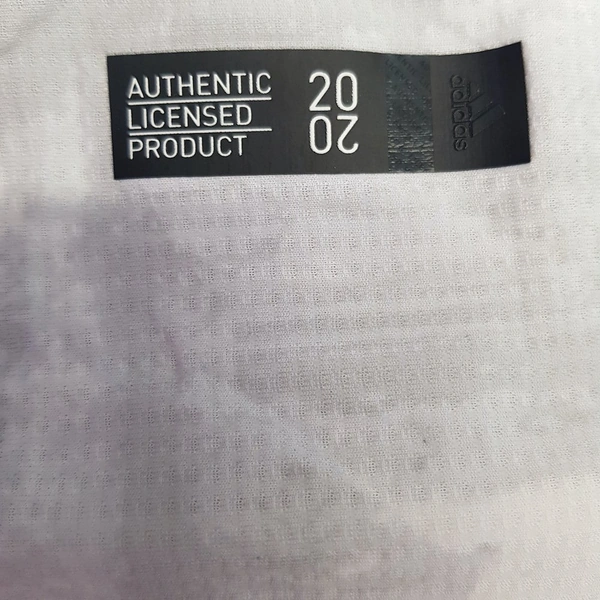 AUTHENTIC
LICENSED
PRODUCT
20
20
adidas